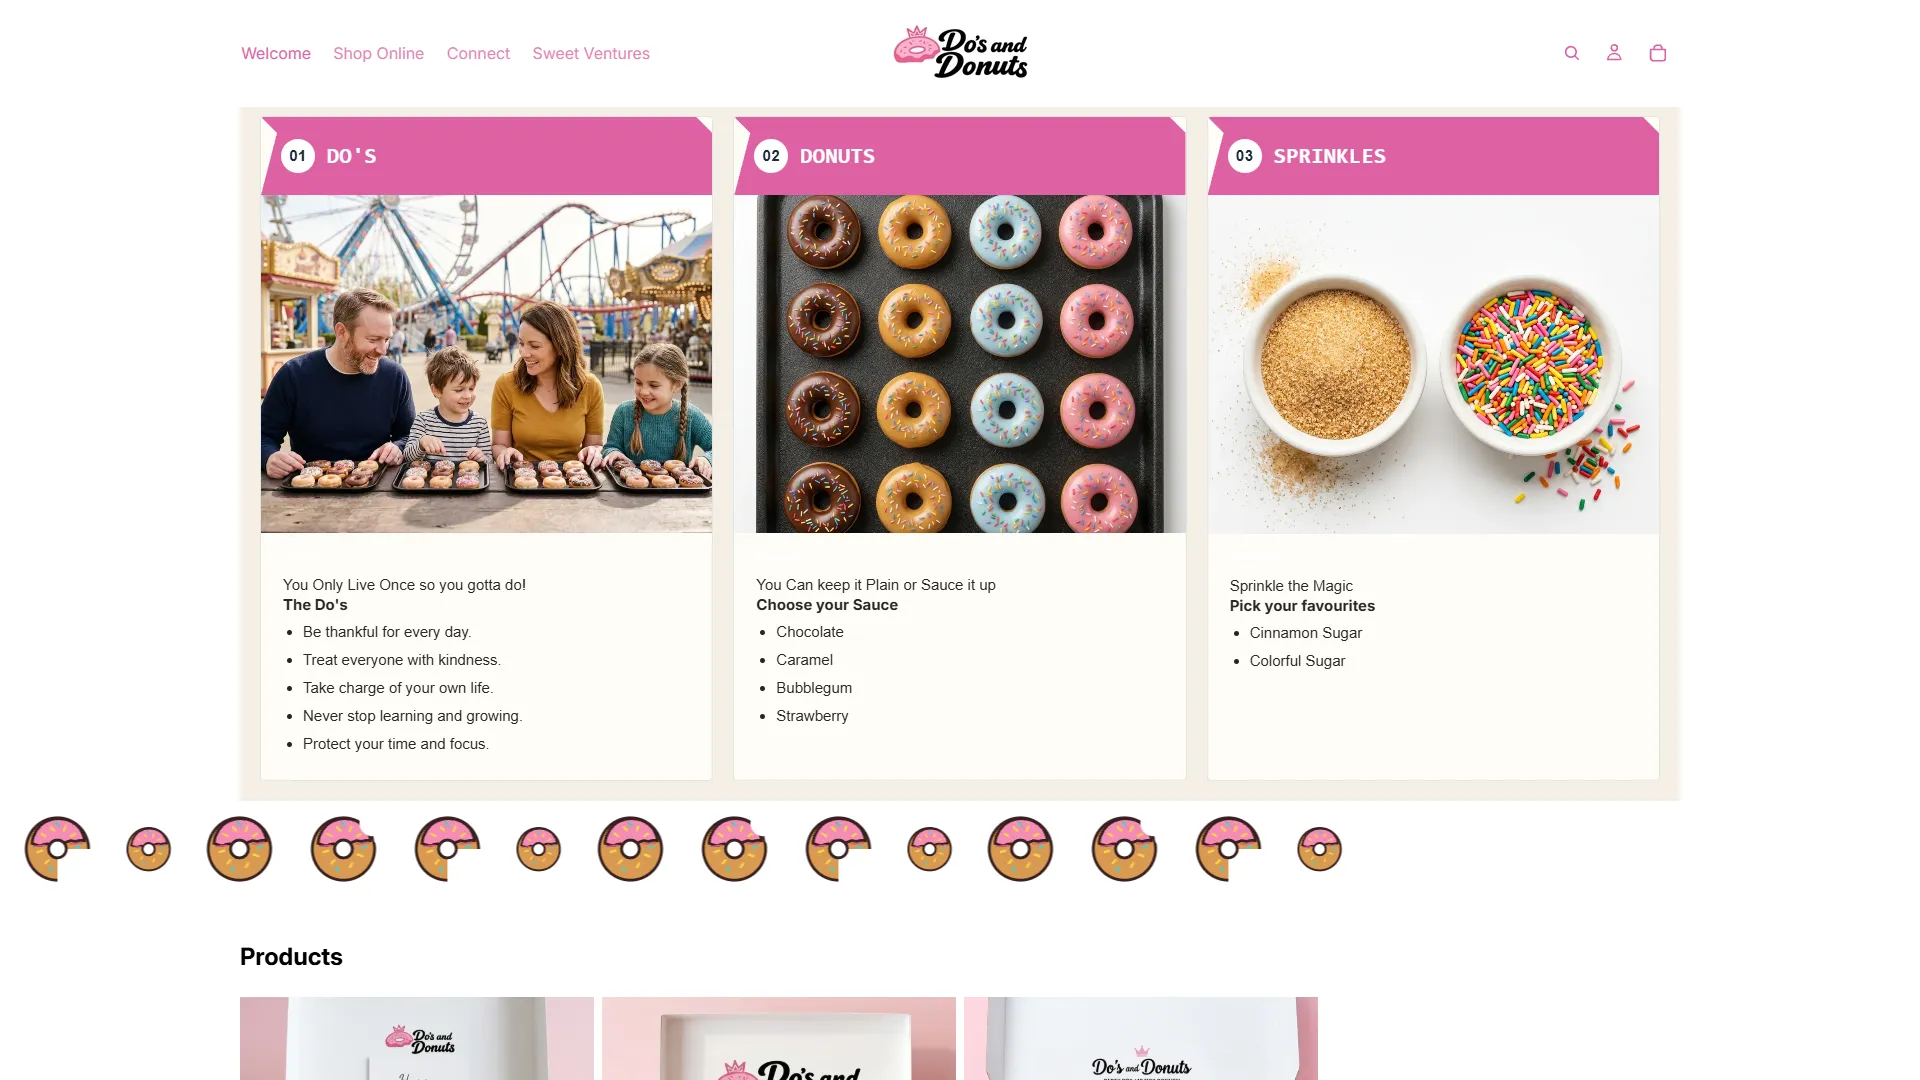 Welcome
Shop Online
Connect
Sweet Ventures
Do's and
Donuts
01 DO'S
02 DONUTS
03 SPRINKLES
You Only Live Once so you gotta do!
The Do's
Be thankful for every day.
Treat everyone with kindness.
Take charge of your own life.
Never stop learning and growing.
Protect your time and focus.
You Can keep it Plain or Sauce it up
Choose your Sauce
Chocolate
Caramel
Bubblegum
Strawberry
Sprinkle the Magic
Pick your favourites
Cinnamon Sugar
Colorful Sugar
Products
Do's and
Donuts
Do's and
Do's and Donuts